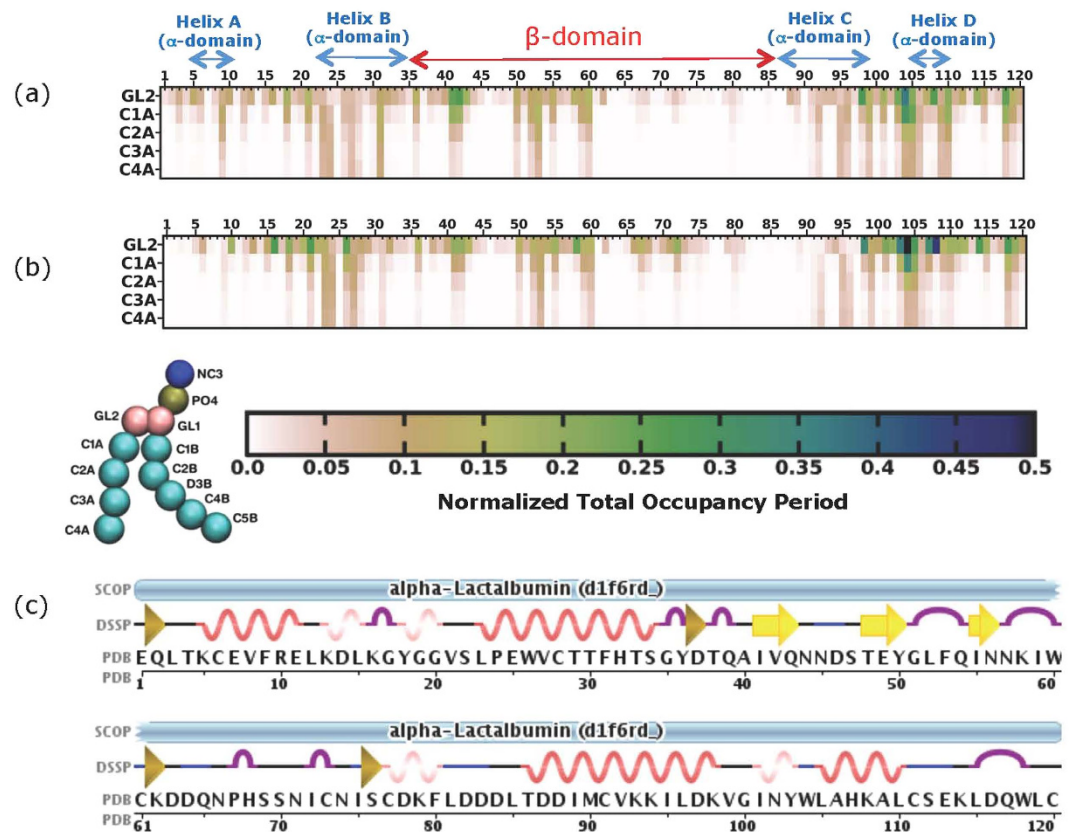 Helix A
(α-domain)
Helix B
(α-domain)
β-domain
Helix C
(α-domain)
Helix D
(α-domain)
(a)
1 5 10 15 20 25 30 35 40 45 50 55 60 65 70 75 80 85 90 95 100 105 110 115 120
GL2
C1A
C2A
C3A
C4A
(b)
1 5 10 15 20 25 30 35 40 45 50 55 60 65 70 75 80 85 90 95 100 105 110 115 120
GL2
C1A
C2A
C3A
C4A
NC3
PO4
GL2
GL1
C1A
C1B
C2A
C2B
D3B
C3A
C4B
C4A
C5B
0.0 0.05 0.1 0.15 0.2 0.25 0.3 0.35 0.4 0.45 0.5
Normalized Total Occupancy Period
(c)
SCOP alpha-Lactalbumin (d1f6rd_)
DSSP
PDB EQLTKCEVFRELKDLKGYGGVSLPEWVCTTFHTSGYDTQAIVQNNDSTEYGLFQINNKIW
PDB 1 10 20 30 40 50 60
SCOP alpha-Lactalbumin (d1f6rd_)
DSSP
PDB CKDDQNPHSSNICNISCDKFLDDDLTDDIMCVKKILDKVGINYWLAHKALCSEKLDQWLC
PDB 61 70 80 90 100 110 120